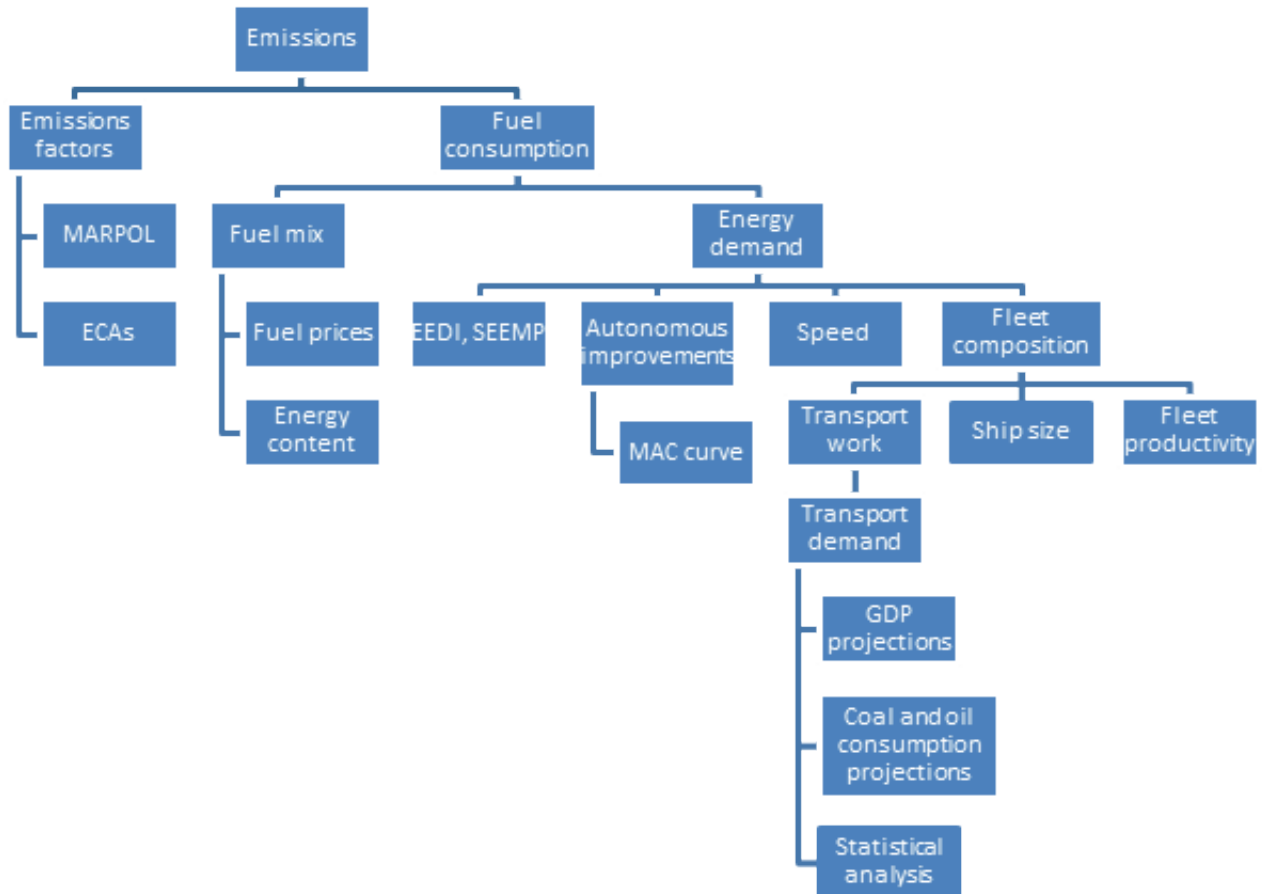 Emissions
Emissions
factors
Fuel
consumption
MARPOL
Fuel mix
Energy
demand
ECAs
Fuel prices
EEDI, SEEMP
Autonomous
improvements
Speed
Fleet
composition
Energy
content
MAC curve
Transport
work
Ship size
Fleet
productivity
Transport
demand
GDP
projections
Coal and oil
consumption
projections
Statistical
analysis